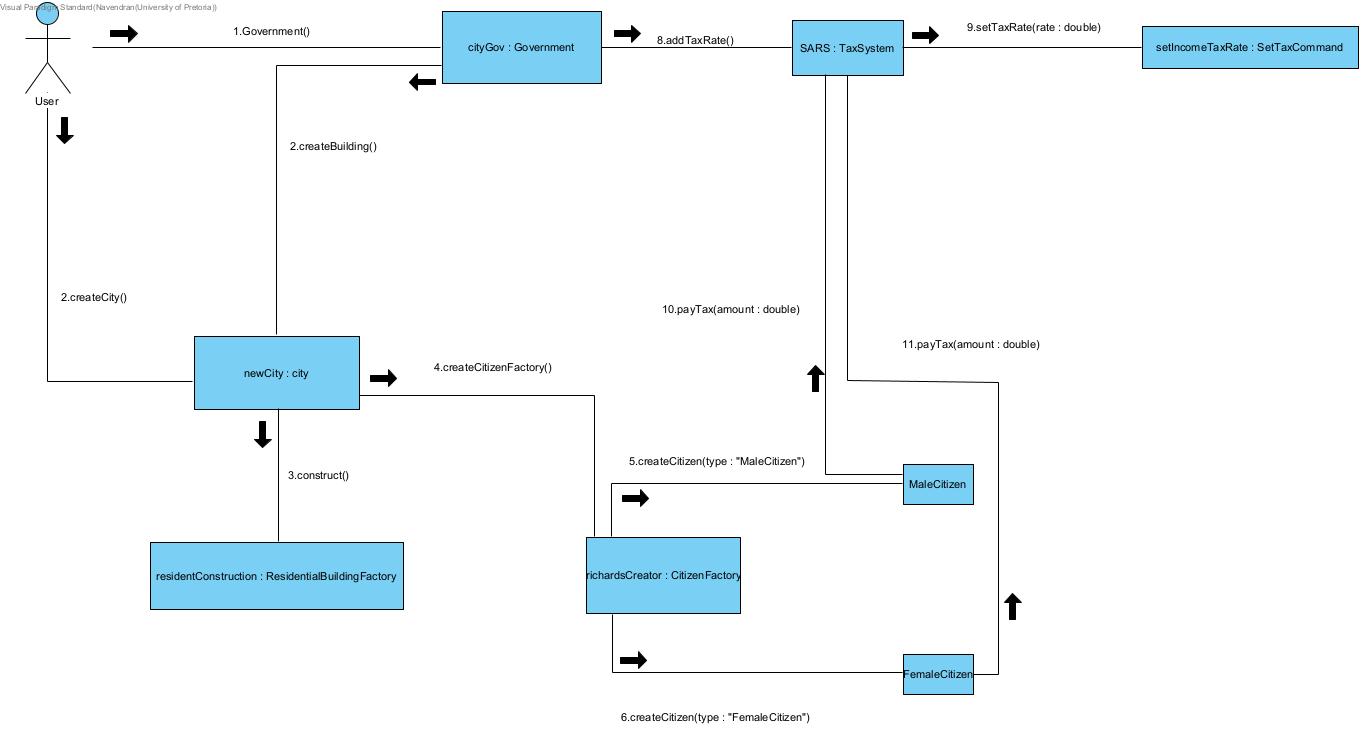 Visual Paradigm Standard(Navendran(University of Pretoria))
1.Government()
cityGov : Government
8.addTaxRate()
SARS : TaxSystem
9.setTaxRate(rate : double)
setIncomeTaxRate : SetTaxCommand
User
2.createBuilding()
2.createCity()
10.payTax(amount : double)
11.payTax(amount : double)
newCity : city
4.createCitizenFactory()
3.construct()
5.createCitizen(type : "MaleCitizen")
MaleCitizen
residentConstruction : ResidentialBuildingFactory
richardsCreator : CitizenFactory
FemaleCitizen
6.createCitizen(type : "FemaleCitizen")